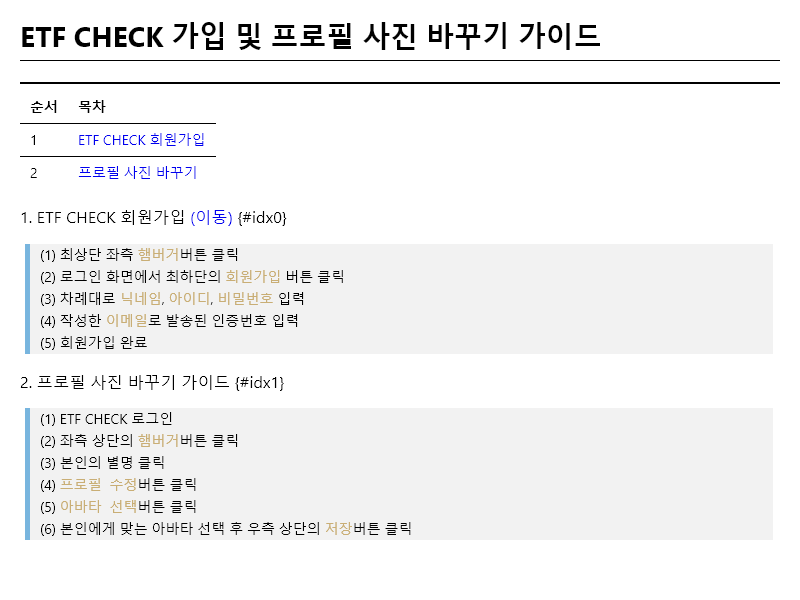 ETF CHECK 가입 및 프로필 사진 바꾸기 가이드
순서 목차
1 ETF CHECK 회원가입
2 프로필 사진 바꾸기
1. ETF CHECK 회원가입 (이동) {#idx0}
(1) 최상단 좌측 햄버거버튼 클릭
(2) 로그인 화면에서 최하단의 회원가입 버튼 클릭
(3) 차례대로 닉네임, 아이디, 비밀번호 입력
(4) 작성한 이메일로 발송된 인증번호 입력
(5) 회원가입 완료
2. 프로필 사진 바꾸기 가이드 {#idx1}
(1) ETF CHECK 로그인
(2) 좌측 상단의 햄버거버튼 클릭
(3) 본인의 별명 클릭
(4) 프로필 수정버튼 클릭
(5) 아바타 선택버튼 클릭
(6) 본인에게 맞는 아바타 선택 후 우측 상단의 저장버튼 클릭